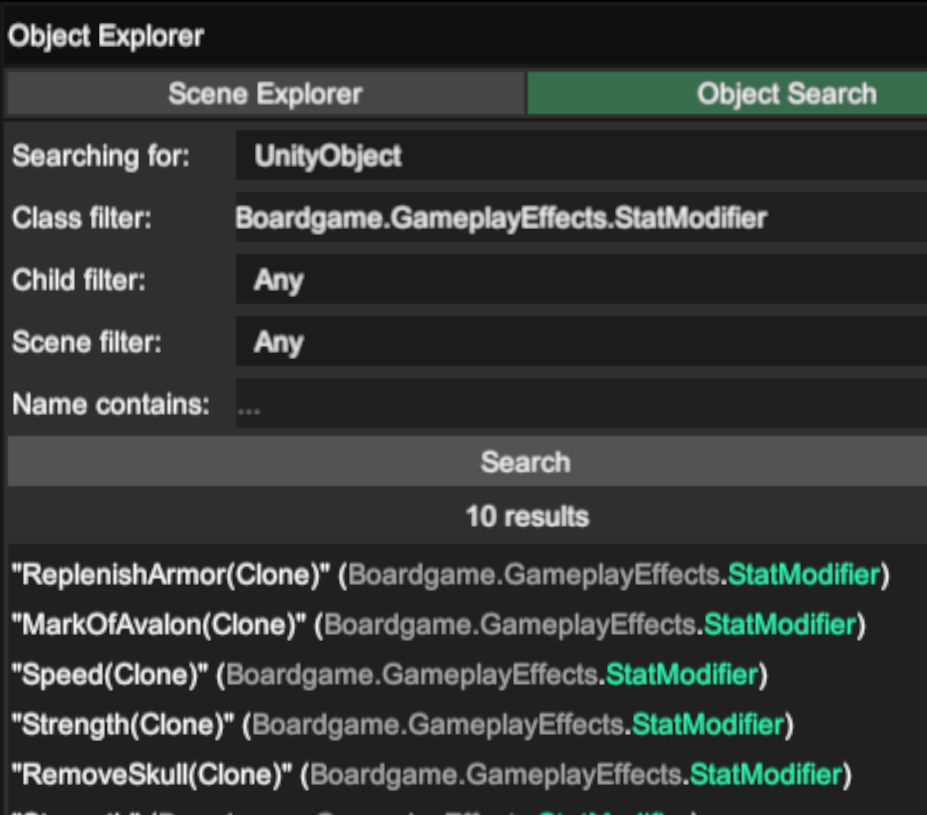 Object Explorer
Scene Explorer Object Search
Searching for: UnityObject
Class filter: Boardgame.GameplayEffects.StatModifier
Child filter: Any
Scene filter: Any
Name contains: ...
Search
10 results
"ReplenishArmor(Clone)" (Boardgame.GameplayEffects.StatModifier)
"MarkOfAvalon(Clone)" (Boardgame.GameplayEffects.StatModifier)
"Speed(Clone)" (Boardgame.GameplayEffects.StatModifier)
"Strength(Clone)" (Boardgame.GameplayEffects.StatModifier)
"RemoveSkull(Clone)" (Boardgame.GameplayEffects.StatModifier)